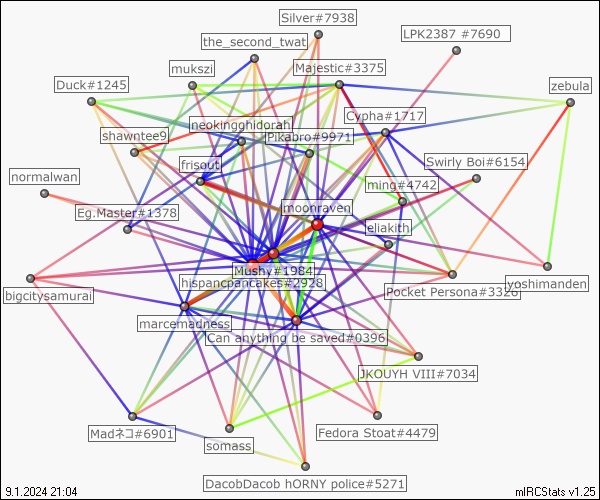 Silver#7938
LPK2387 #7690
the_second_twat
mukszi
Majestic#3375
Duck#1245
zebula
Cypha#1717
neokingghidorah
shawntee9
Pikabro#9971
frisout
Swirly Boi#6154
normalwan
ming#4742
Eg.Master#1378
moonraven
eliakith
Mushy#1984
hispancpancakes#2928
yoshimanden
Pocket Persona#3326
bigcitysamurai
marcemadness
Can anything be saved#0396
JKOUYH VIII#7034
Madネコ#6901
Fedora Stoat#4479
somass
DacobDacob hORNY police#5271
9.1.2024 21:04
mIRCStats v1.25